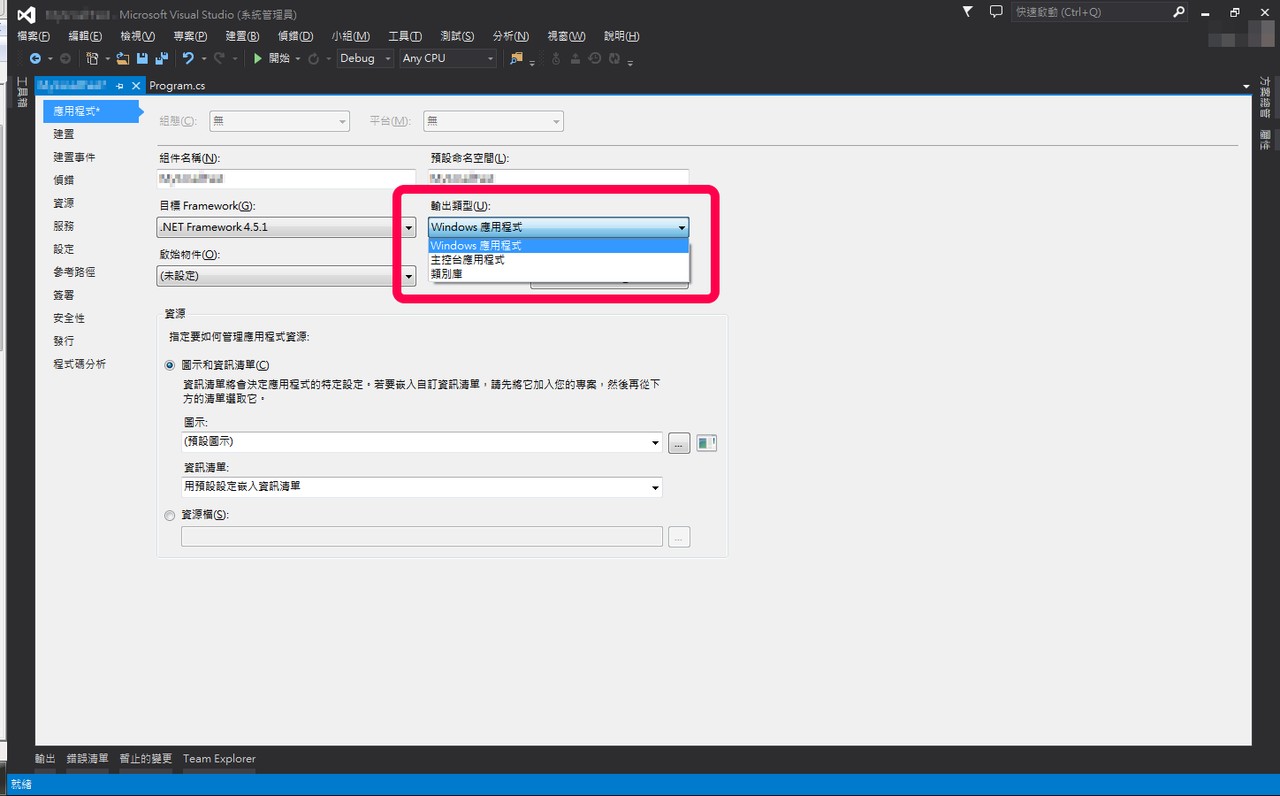 - Microsoft Visual Studio (系統管理員)
快速啟動 (Ctrl+Q)
檔案(F) 編輯(E) 檢視(V) 專案(P) 建置(B) 偵錯(D) 小組(M) 工具(T) 測試(S) 分析(N) 視窗(W) 說明(H)
開始 Debug Any CPU
工具箱
Program.cs
方案總管
屬性
應用程式*
建置
建置事件
偵錯
資源
服務
設定
參考路徑
簽署
安全性
發行
程式碼分析
組態(C): 無 平台(M): 無
組件名稱(N): 預設命名空間(L):
目標 Framework(G): 輸出類型(U):
.NET Framework 4.5.1 Windows 應用程式
Windows 應用程式
主控台應用程式
類別庫
啟始物件(O):
(未設定)
資源
指定要如何管理應用程式資源:
圖示和資訊清單(C)
資訊清單將會決定應用程式的特定設定。若要嵌入自訂資訊清單，請先將它加入您的專案，然後再從下
方的清單選取它。
圖示:
(預設圖示) ...
資訊清單:
用預設設定嵌入資訊清單
資源檔(S):
...
輸出 錯誤清單 暫止的變更 Team Explorer
就緒